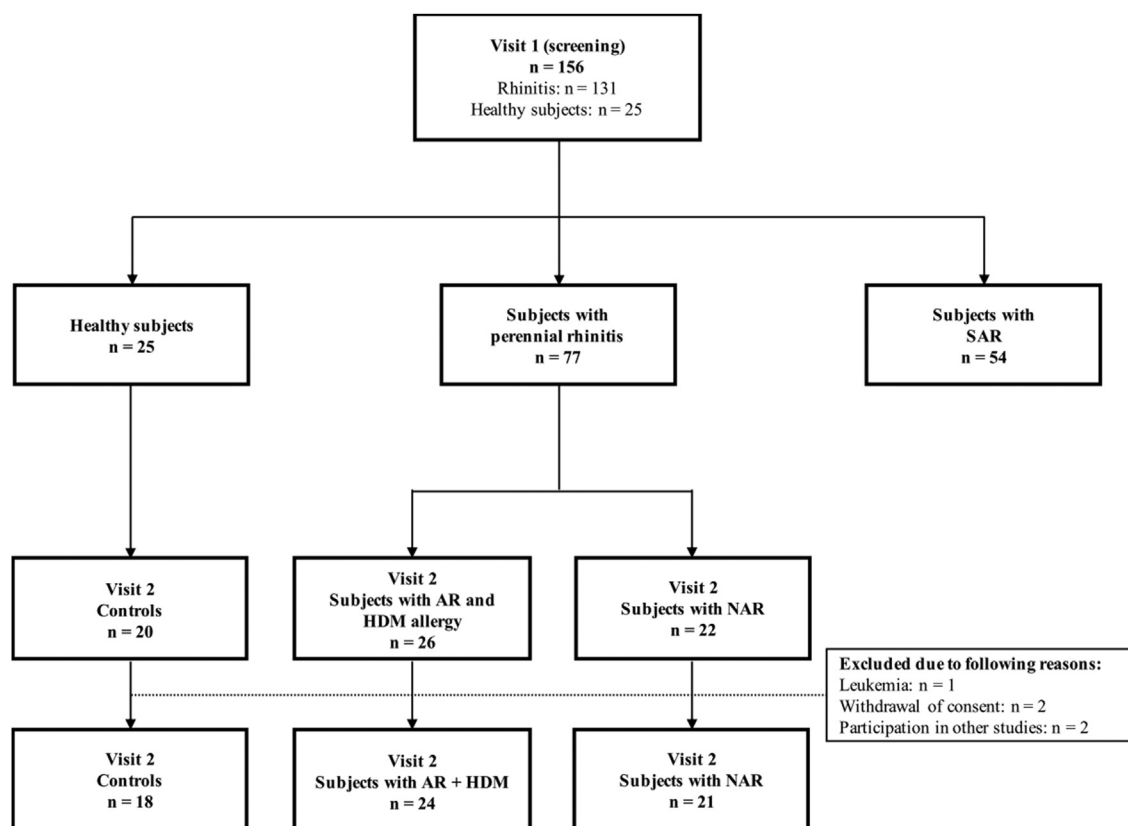 Visit 1 (screening)
n = 156
Rhinitis: n = 131
Healthy subjects: n = 25
Healthy subjects
n = 25
Subjects with
perennial rhinitis
n = 77
Subjects with
SAR
n = 54
Visit 2
Controls
n = 20
Visit 2
Subjects with AR and
HDM allergy
n = 26
Visit 2
Subjects with NAR
n = 22
Excluded due to following reasons:
Leukemia: n = 1
Withdrawal of consent: n = 2
Participation in other studies: n = 2
Visit 2
Controls
n = 18
Visit 2
Subjects with AR + HDM
n = 24
Visit 2
Subjects with NAR
n = 21